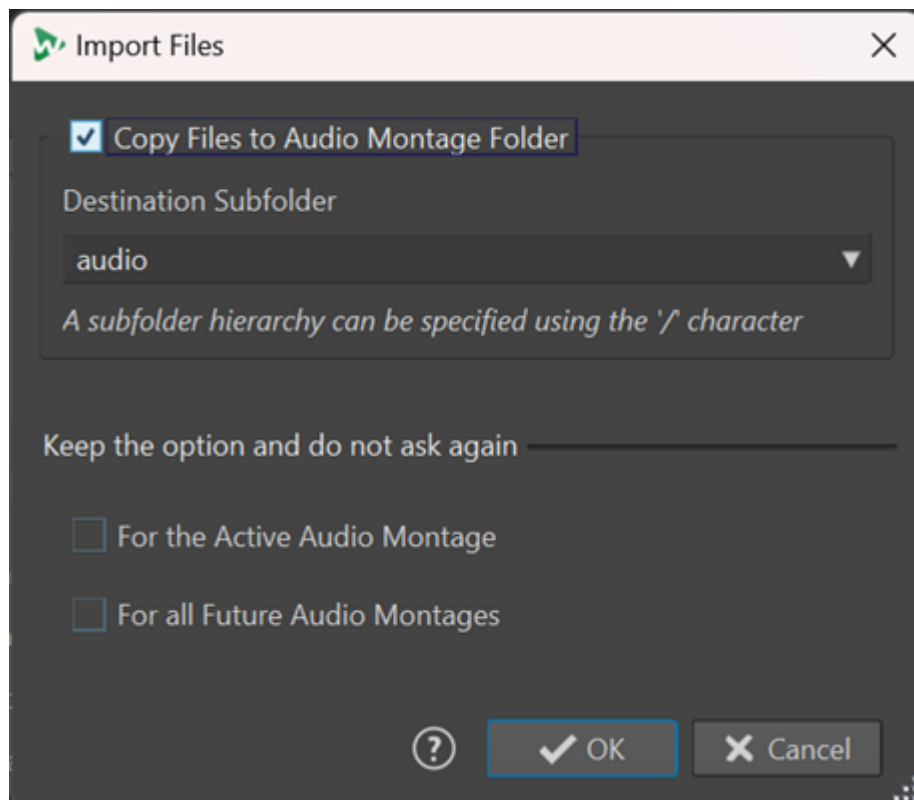 Import Files
Copy Files to Audio Montage Folder
Destination Subfolder
audio
A subfolder hierarchy can be specified using the '/' character
Keep the option and do not ask again
For the Active Audio Montage
For all Future Audio Montages
? OK Cancel